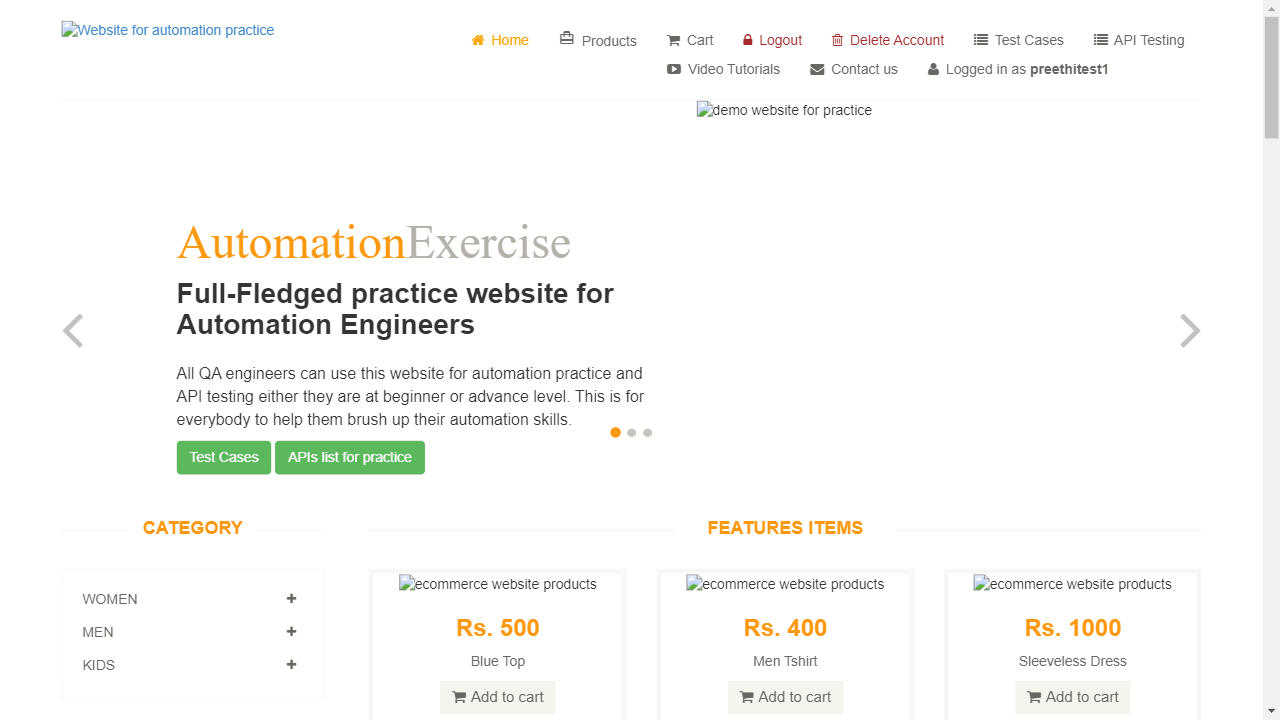 Website for automation practice
Home Products Cart Logout Delete Account Test Cases API Testing
Video Tutorials Contact us Logged in as preethitest1
demo website for practice
AutomationExercise
Full-Fledged practice website for
Automation Engineers
All QA engineers can use this website for automation practice and
API testing either they are at beginner or advance level. This is for
everybody to help them brush up their automation skills.
Test Cases APIs list for practice
CATEGORY
WOMEN
MEN
KIDS
FEATURES ITEMS
ecommerce website products ecommerce website products ecommerce website products
Rs. 500 Rs. 400 Rs. 1000
Blue Top Men Tshirt Sleeveless Dress
Add to cart Add to cart Add to cart